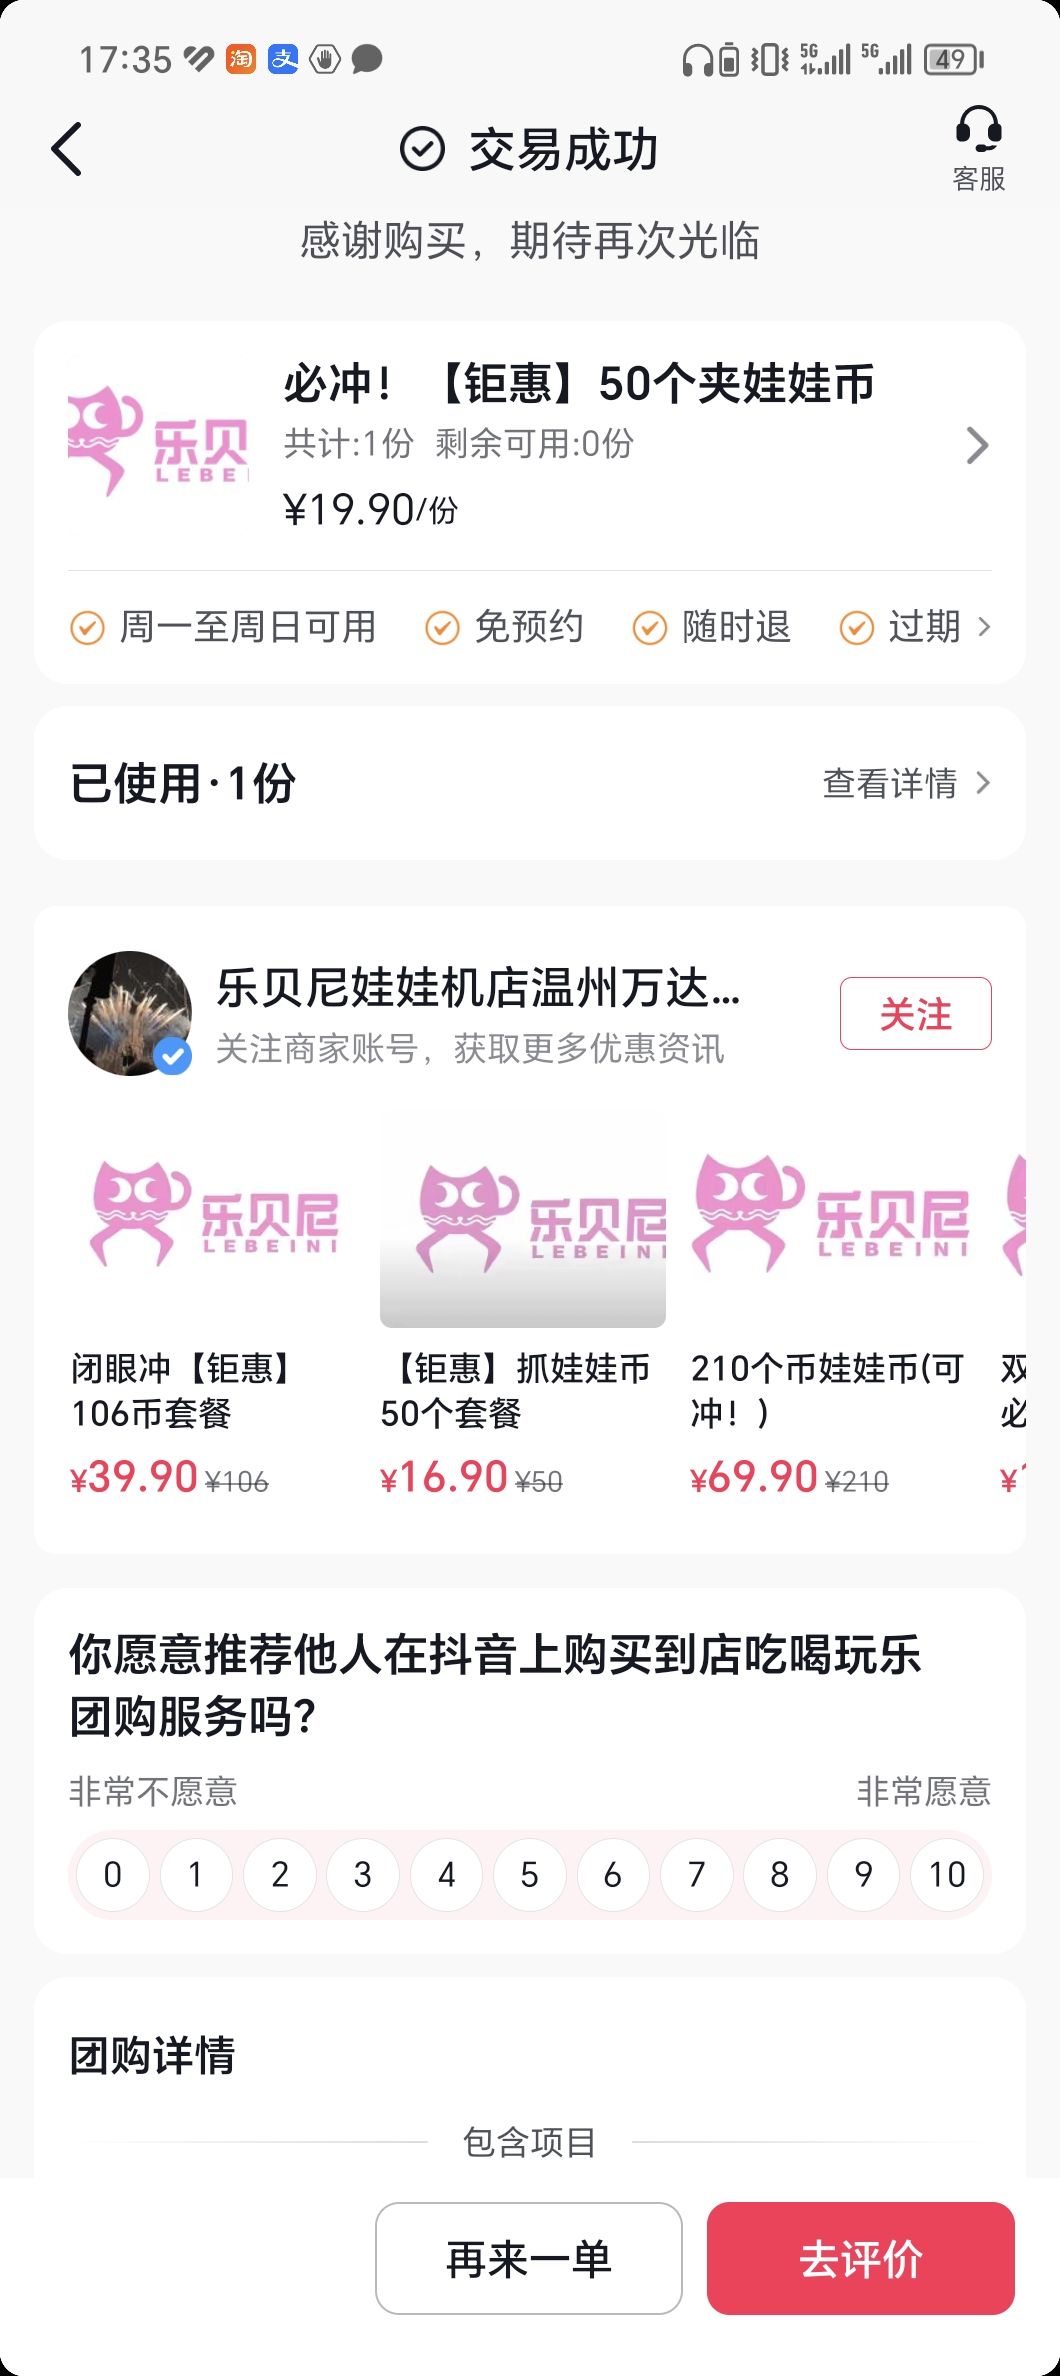 17:35
5G
5G
49
交易成功
客服
感谢购买，期待再次光临
必冲！【钜惠】50个夹娃娃币
共计:1份 剩余可用:0份
¥19.90/份
乐贝
LEBEI
周一至周日可用
免预约
随时退
过期
已使用·1份
查看详情
乐贝尼娃娃机店温州万达...
关注商家账号，获取更多优惠资讯
关注
乐贝尼
LEBEINI
乐贝尼
LEBEINI
乐贝尼
LEBEINI
闭眼冲【钜惠】
106币套餐
¥39.90 ¥106
【钜惠】抓娃娃币
50个套餐
¥16.90 ¥50
210个币娃娃币(可
冲！)
¥69.90 ¥210
双
必
¥1
你愿意推荐他人在抖音上购买到店吃喝玩乐
团购服务吗？
非常不愿意
非常愿意
0 1 2 3 4 5 6 7 8 9 10
团购详情
包含项目
再来一单
去评价